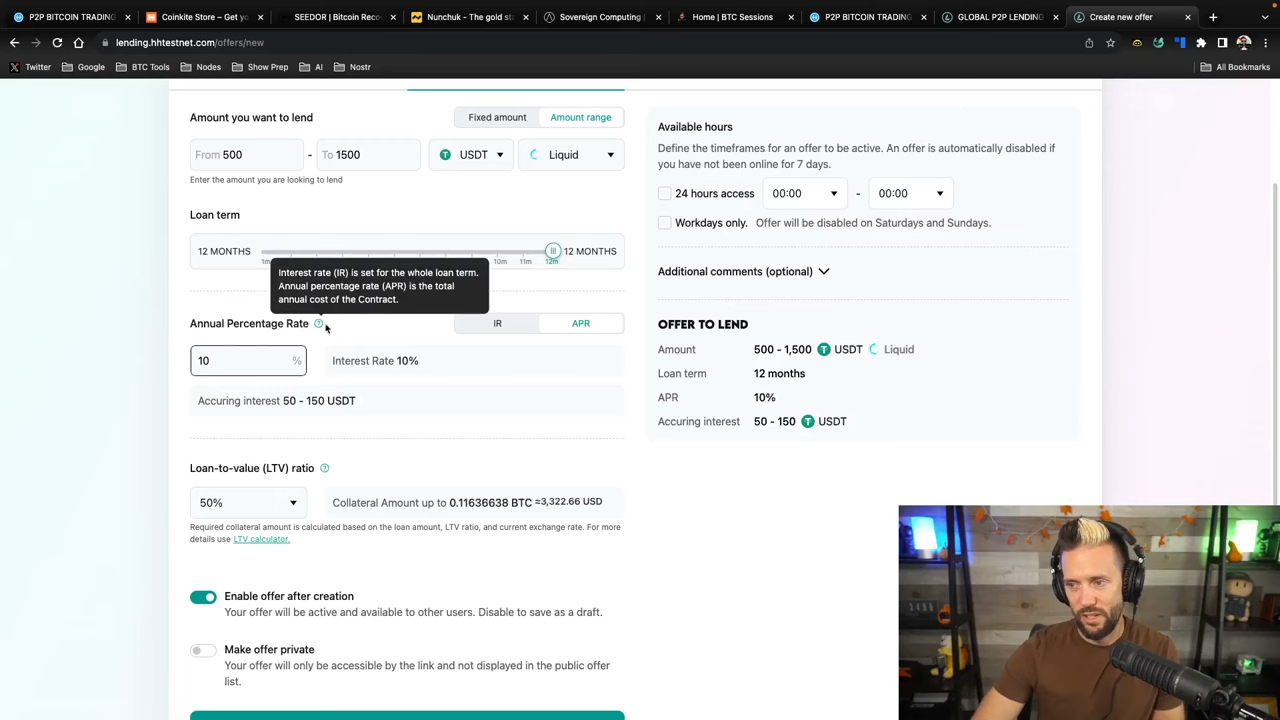 P2P BITCOIN TRADING
Coinkite Store – Get yo
SEEDOR | Bitcoin Reco
Nunchuk - The gold sta
Sovereign Computing |
Home | BTC Sessions
P2P BITCOIN TRADING
GLOBAL P2P LENDING
Create new offer
lending.hhtestnet.com/offers/new
Twitter
Google
BTC Tools
Nodes
Show Prep
AI
Nostr
All Bookmarks
Amount you want to lend
Fixed amount
Amount range
From 500
-
To 1500
USDT
Liquid
Enter the amount you are looking to lend
Loan term
12 MONTHS
12 MONTHS
1m
10m
11m
12m
Interest rate (IR) is set for the whole loan term.
Annual percentage rate (APR) is the total
annual cost of the Contract.
Annual Percentage Rate
IR
APR
10 %
Interest Rate 10%
Accuring interest 50 - 150 USDT
Loan-to-value (LTV) ratio
50%
Collateral Amount up to 0.11636638 BTC ≈3,322.66 USD
Required collateral amount is calculated based on the loan amount, LTV ratio, and current exchange rate. For more
details use LTV calculator.
Enable offer after creation
Your offer will be active and available to other users. Disable to save as a draft.
Make offer private
Your offer will only be accessible by the link and not displayed in the public offer
list.
Available hours
Define the timeframes for an offer to be active. An offer is automatically disabled if
you have not been online for 7 days.
24 hours access
00:00
-
00:00
Workdays only. Offer will be disabled on Saturdays and Sundays.
Additional comments (optional)
OFFER TO LEND
Amount 500 - 1,500 USDT Liquid
Loan term 12 months
APR 10%
Accuring interest 50 - 150 USDT